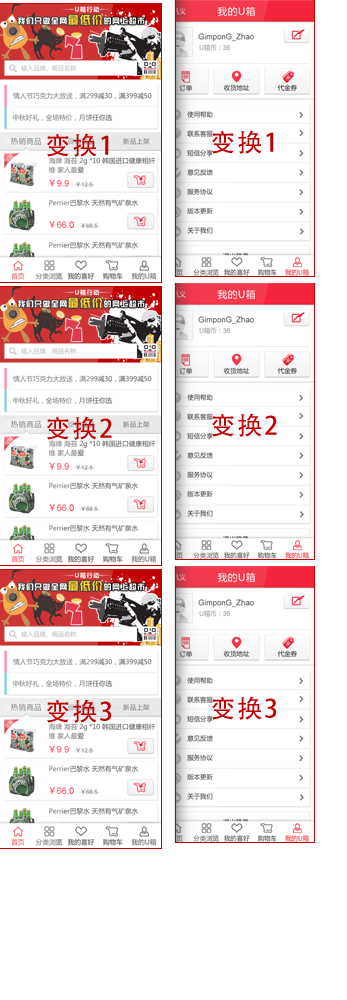 U箱行动
我们只做全网最低价的网上超市
输入品牌、商品名称
情人节巧克力大放送，满299减30，满399减50
中秋好礼，全场特价，月饼任你选
热销商品
新品上架
变换1
海牌 海苔 2g *10 韩国进口健康粗纤
维 家人最爱
￥9.9 ￥12.5
Perrier巴黎水 天然有气矿泉水
￥66.0 ￥68.5
Perrier巴黎水 天然有气矿泉水
首页 分类浏览 我的喜好 购物车 我的U箱
我的U箱
GimponG_Zhao
U箱币：36
订单 收货地址 代金券
使用帮助
联系客服
变换1
短信分享
意见反馈
服务协议
版本更新
关于我们
浏览 我的喜好 购物车 我的U箱
U箱行动
我们只做全网最低价的网上超市
输入品牌、商品名称
情人节巧克力大放送，满299减30，满399减50
中秋好礼，全场特价，月饼任你选
热销商品
新品上架
变换2
海牌 海苔 2g *10 韩国进口健康粗纤
维 家人最爱
￥9.9 ￥12.5
Perrier巴黎水 天然有气矿泉水
￥66.0 ￥68.5
Perrier巴黎水 天然有气矿泉水
首页 分类浏览 我的喜好 购物车 我的U箱
我的U箱
GimponG_Zhao
U箱币：36
订单 收货地址 代金券
使用帮助
联系客服
变换2
短信分享
意见反馈
服务协议
版本更新
关于我们
浏览 我的喜好 购物车 我的U箱
U箱行动
我们只做全网最低价的网上超市
输入品牌、商品名称
情人节巧克力大放送，满299减30，满399减50
中秋好礼，全场特价，月饼任你选
热销商品
新品上架
变换3
海牌 海苔 2g *10 韩国进口健康粗纤
维 家人最爱
￥9.9 ￥12.5
Perrier巴黎水 天然有气矿泉水
￥66.0 ￥68.5
Perrier巴黎水 天然有气矿泉水
首页 分类浏览 我的喜好 购物车 我的U箱
我的U箱
GimponG_Zhao
U箱币：36
订单 收货地址 代金券
使用帮助
联系客服
变换3
短信分享
意见反馈
服务协议
版本更新
关于我们
浏览 我的喜好 购物车 我的U箱